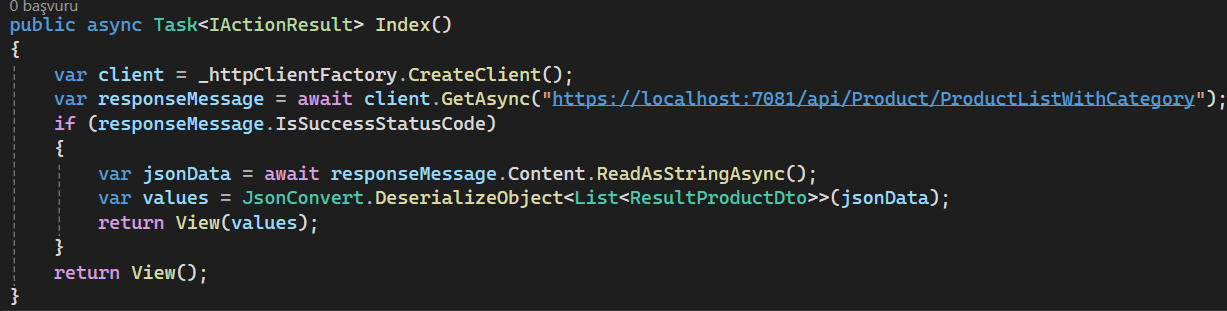 0 başvuru
public async Task<IActionResult> Index()
{
var client = _httpClientFactory.CreateClient();
var responseMessage = await client.GetAsync("https://localhost:7081/api/Product/ProductListWithCategory");
if (responseMessage.IsSuccessStatusCode)
{
var jsonData = await responseMessage.Content.ReadAsStringAsync();
var values = JsonConvert.DeserializeObject<List<ResultProductDto>>(jsonData);
return View(values);
}
return View();
}